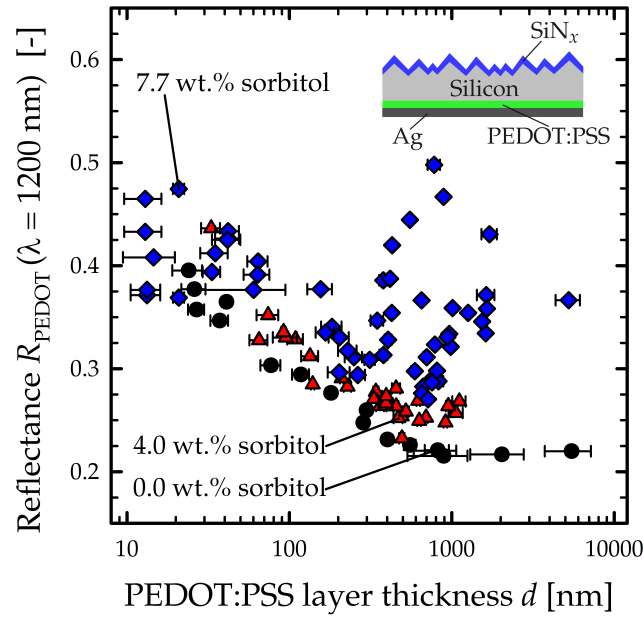 Reflectance R_PEDOT (λ = 1200 nm) [-]
0.6
0.5
0.4
0.3
0.2
SiNₓ
Silicon
Ag
PEDOT:PSS
7.7 wt.% sorbitol
4.0 wt.% sorbitol
0.0 wt.% sorbitol
10
100
1000
10000
PEDOT:PSS layer thickness d [nm]